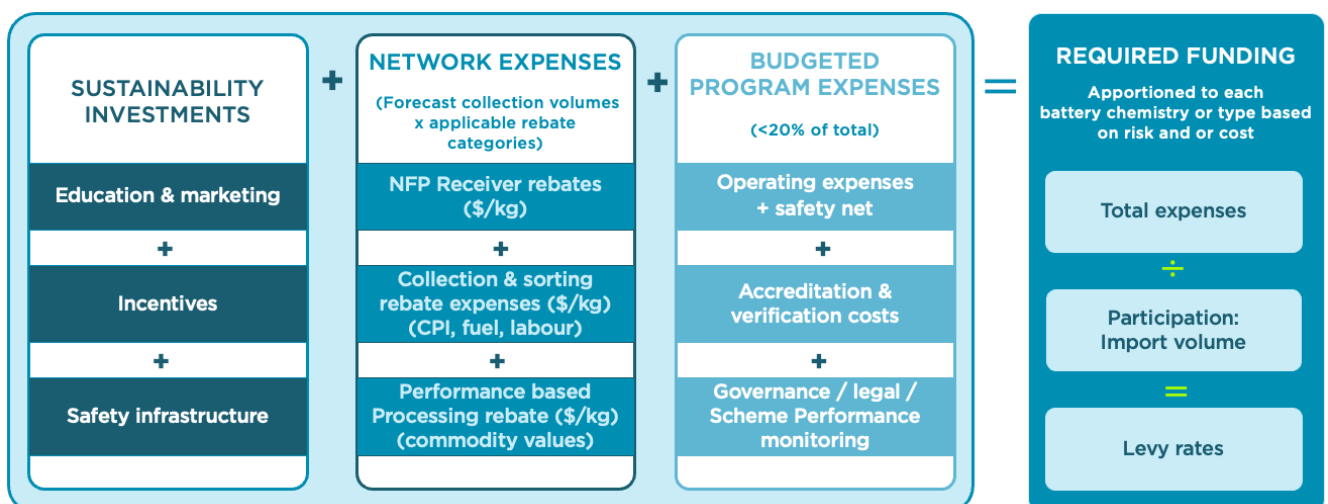 SUSTAINABILITY
INVESTMENTS
Education & marketing
+
Incentives
+
Safety infrastructure
+
NETWORK EXPENSES
(Forecast collection volumes
x applicable rebate
categories)
NFP Receiver rebates
($/kg)
+
Collection & sorting
rebate expenses ($/kg)
(CPI, fuel, labour)
+
Performance based
Processing rebate ($/kg)
(commodity values)
+
BUDGETED
PROGRAM EXPENSES
(<20% of total)
Operating expenses
+ safety net
+
Accreditation &
verification costs
+
Governance / legal /
Scheme Performance
monitoring
=
REQUIRED FUNDING
Apportioned to each
battery chemistry or type based
on risk and or cost
Total expenses
÷
Participation:
Import volume
=
Levy rates